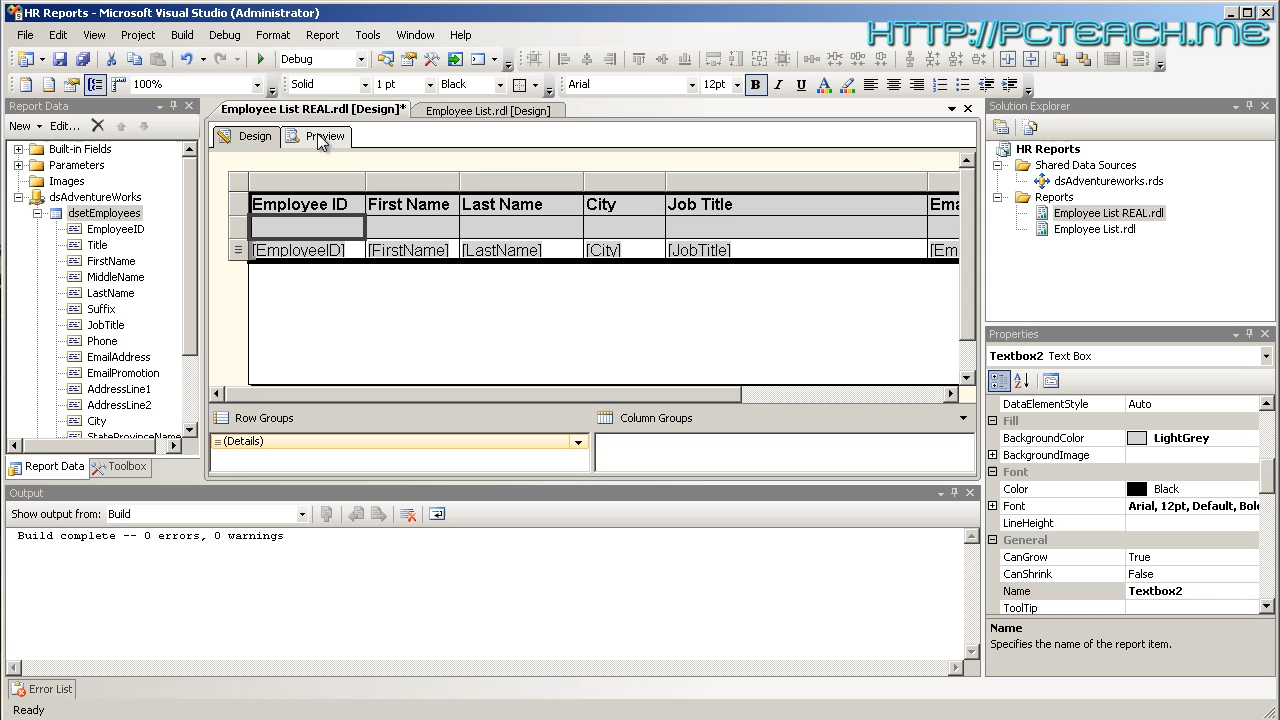 HR Reports - Microsoft Visual Studio (Administrator)
HTTP://PCTEACH.ME
File Edit View Project Build Debug Format Report Tools Window Help
Debug
100% Solid 1 pt Black Arial 12pt B I U A
Report Data
New Edit...
Built-in Fields
Parameters
Images
dsAdventureWorks
dsetEmployees
EmployeeID
Title
FirstName
MiddleName
LastName
Suffix
JobTitle
Phone
EmailAddress
EmailPromotion
AddressLine1
AddressLine2
City
StateProvinceName
Report Data Toolbox
Employee List REAL.rdl [Design]* Employee List.rdl [Design]
Design Preview
Employee ID First Name Last Name City Job Title Ema
[EmployeeID] [FirstName] [LastName] [City] [JobTitle] [Em
Row Groups Column Groups
(Details)
Solution Explorer
HR Reports
Shared Data Sources
dsAdventureworks.rds
Reports
Employee List REAL.rdl
Employee List.rdl
Properties
Textbox2 Text Box
DataElementStyle Auto
Fill
BackgroundColor LightGrey
BackgroundImage
Font
Color Black
Font Arial, 12pt, Default, Bold
LineHeight
General
CanGrow True
CanShrink False
Name Textbox2
ToolTip
Name
Specifies the name of the report item.
Output
Show output from: Build
Build complete -- 0 errors, 0 warnings
Error List
Ready